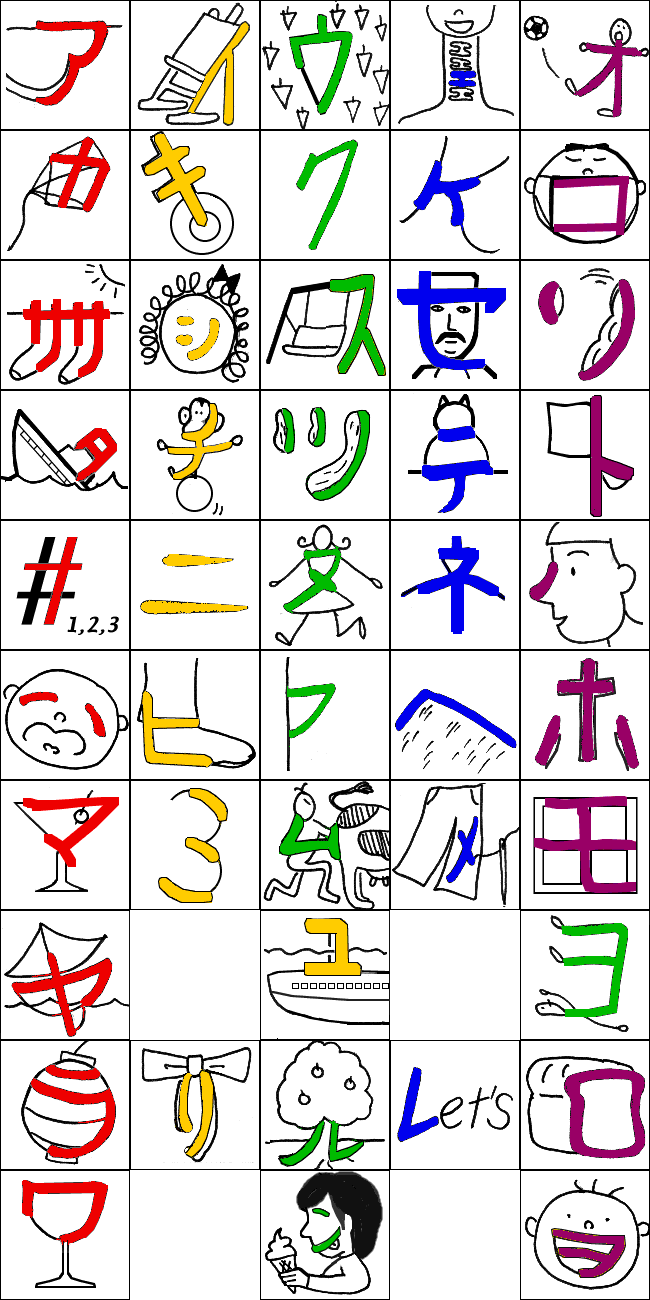 ア イ ウ エ オ
カ キ ク ケ コ
サ シ ス セ ソ
タ チ ツ テ ト
# 1,2,3 ニ ヌ ネ ノ
ハ ヒ フ ヘ ホ
マ ミ ム メ モ
ヤ ユ ヨ
ラ リ ル Let's ロ
ワ ン ヲ